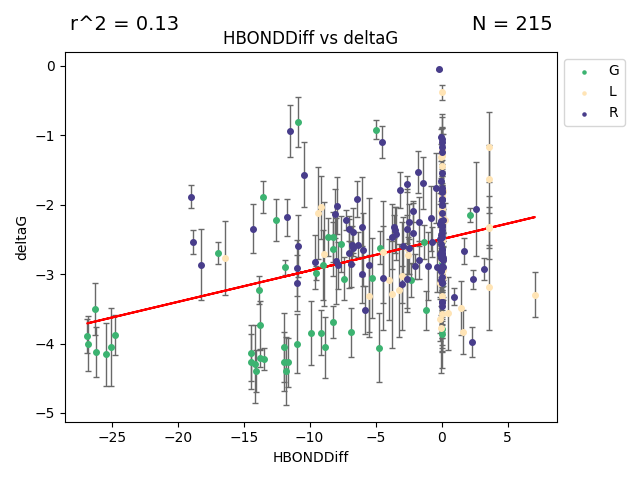 r^2 = 0.13 N = 215
HBONDDiff vs deltaG
G
L
R
0
−1
−2
−3
−4
−5
deltaG
−25 −20 −15 −10 −5 0 5
HBONDDiff